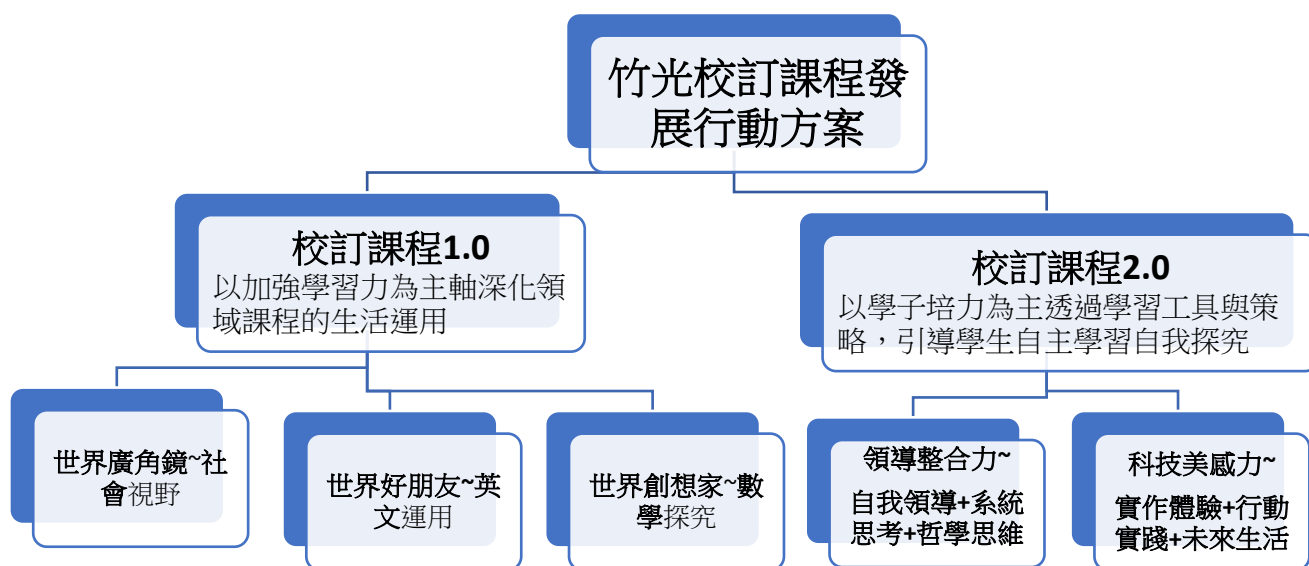 竹光校訂課程發
展行動方案
校訂課程1.0
以加強學習力為主軸深化領
域課程的生活運用
校訂課程2.0
以學子培力為主透過學習工具與策
略，引導學生自主學習自我探究
世界廣角鏡~社
會視野
世界好朋友~英
文運用
世界創想家~數
學探究
領導整合力~
自我領導+系統
思考+哲學思維
科技美感力~
實作體驗+行動
實踐+未來生活